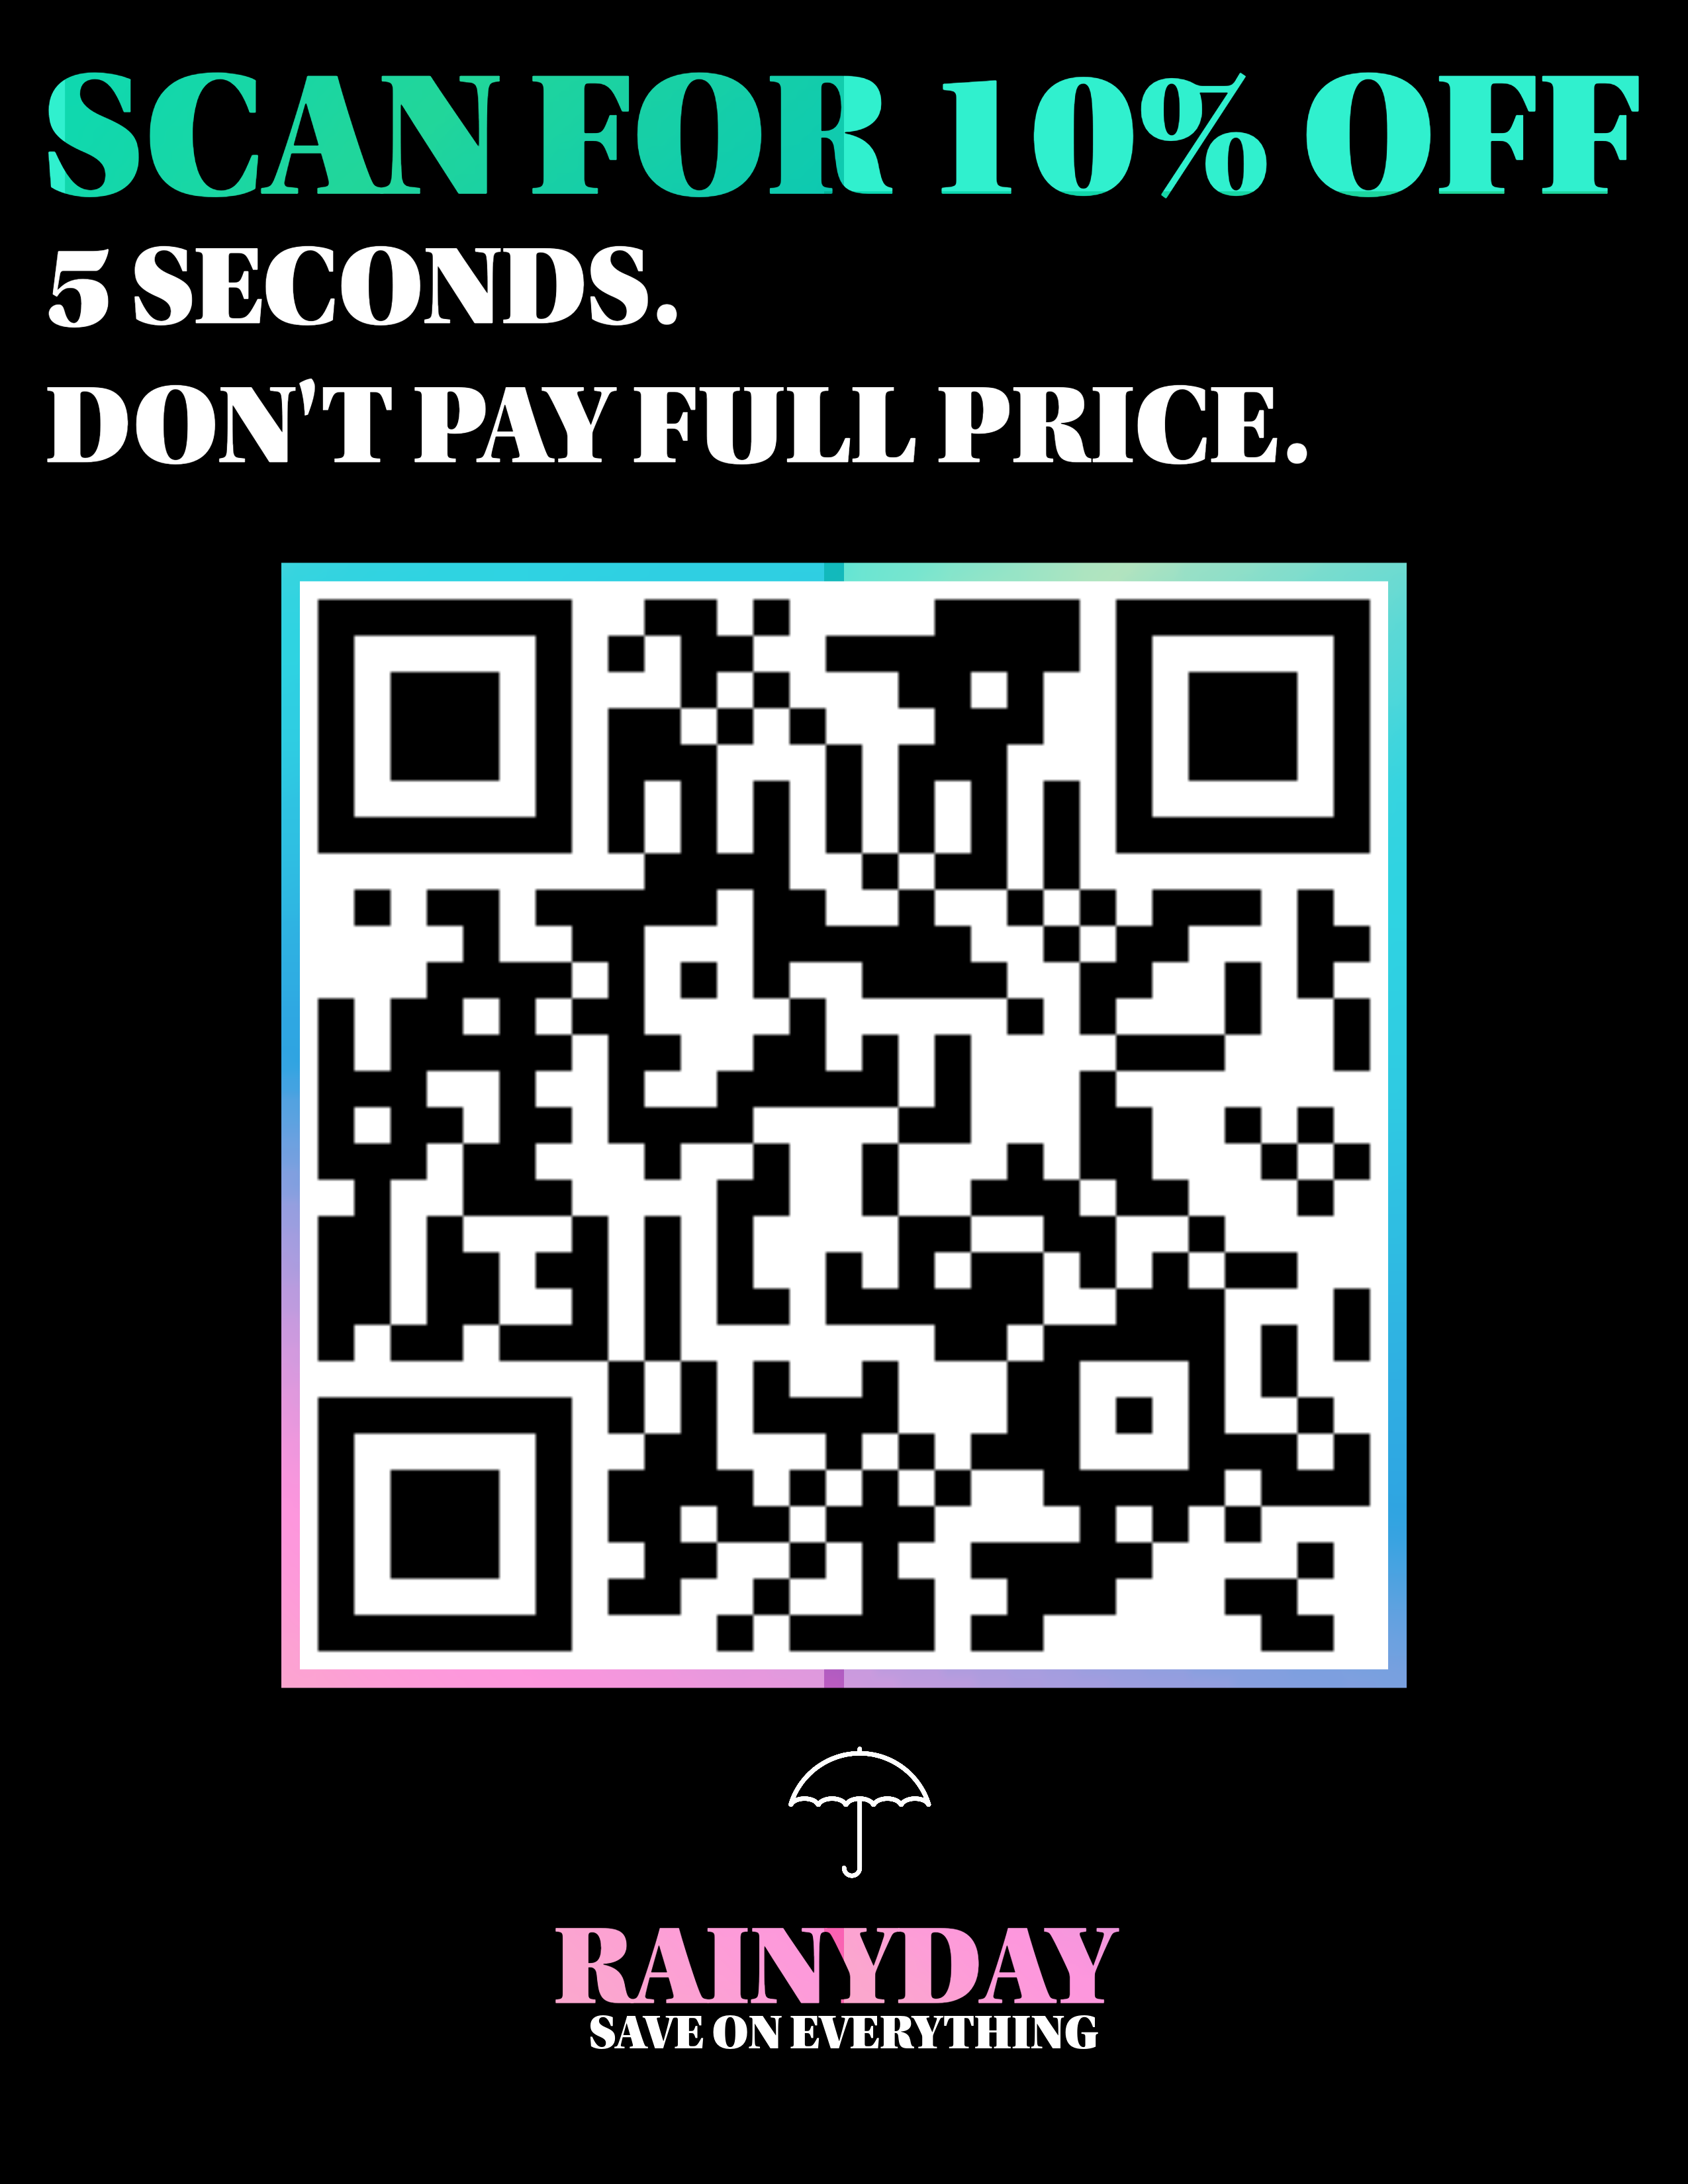 SCAN FOR 10% OFF
5 SECONDS.
DON'T PAY FULL PRICE.
RAINYDAY
SAVE ON EVERYTHING